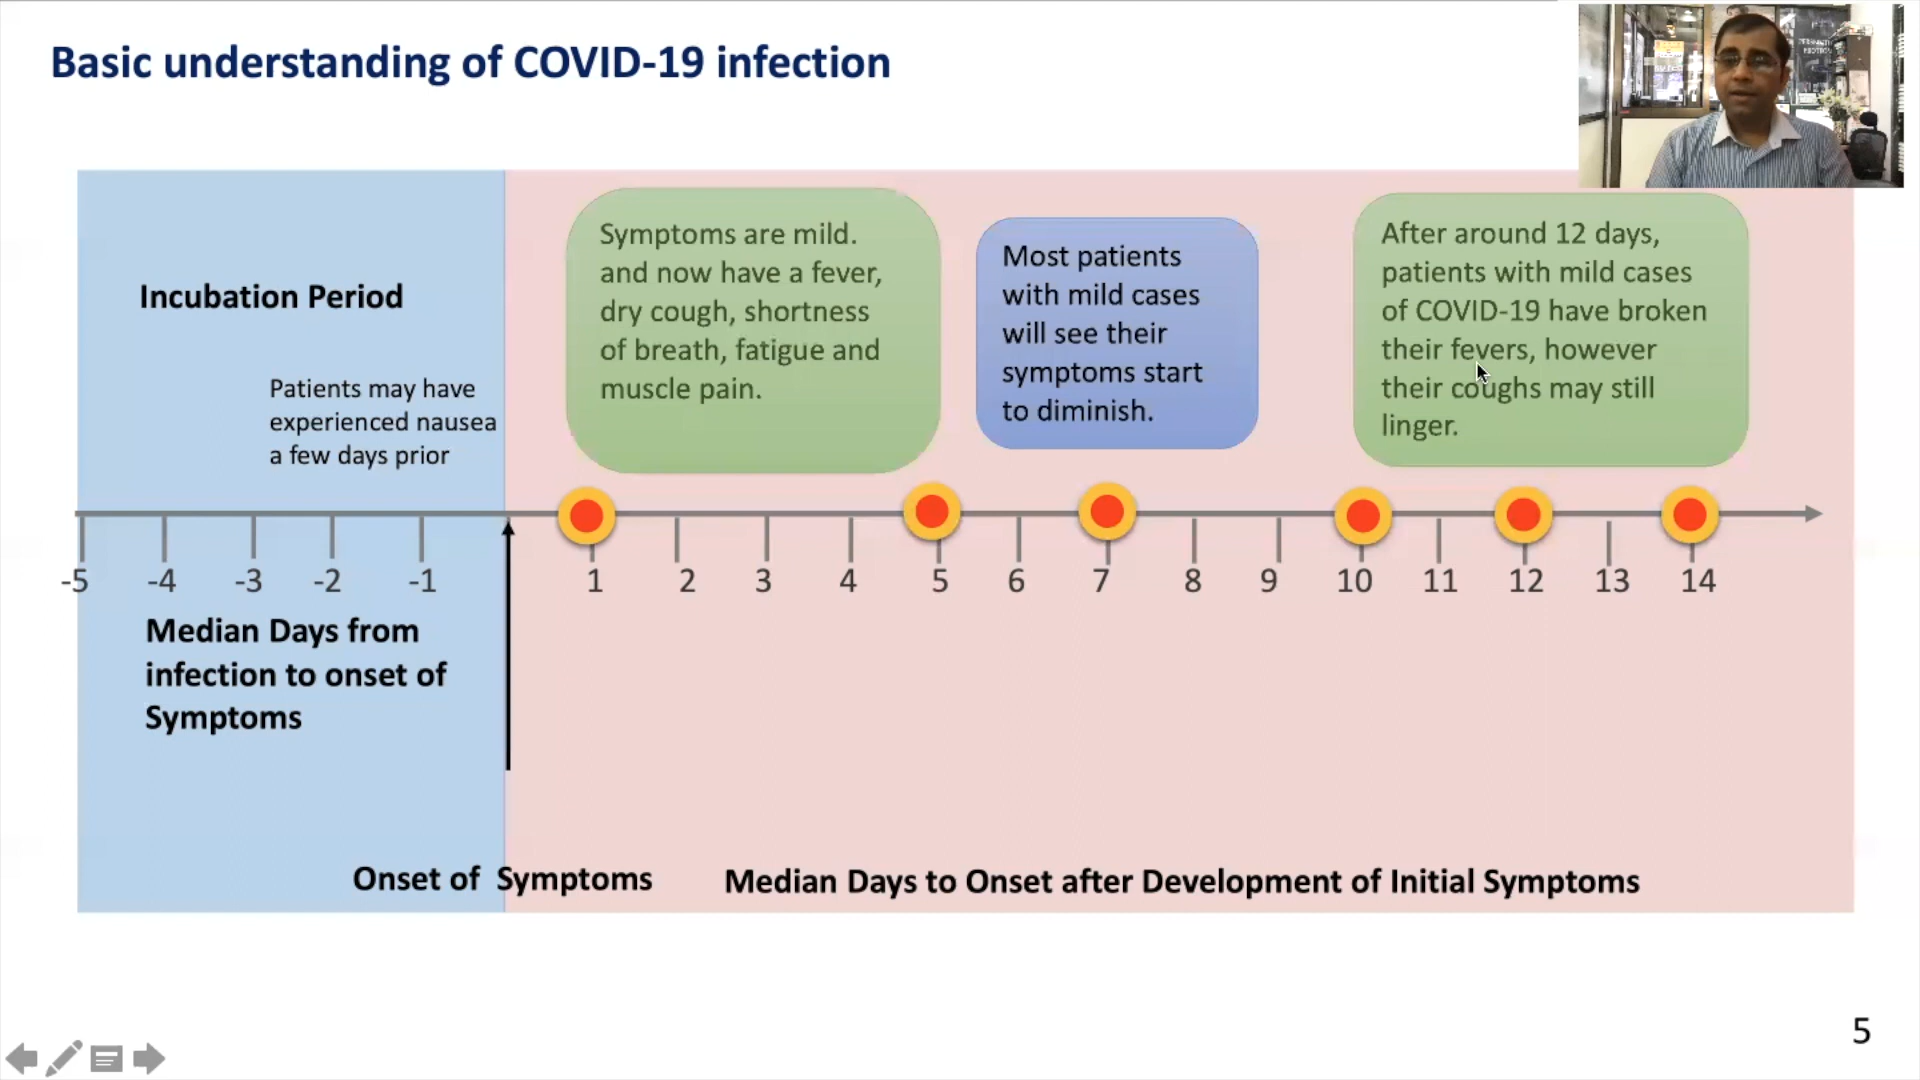 Basic understanding of COVID-19 infection
Incubation Period
Patients may have
experienced nausea
a few days prior
Symptoms are mild.
and now have a fever,
dry cough, shortness
of breath, fatigue and
muscle pain.
Most patients
with mild cases
will see their
symptoms start
to diminish.
After around 12 days,
patients with mild cases
of COVID-19 have broken
their fevers, however
their coughs may still
linger.
-5 -4 -3 -2 -1 1 2 3 4 5 6 7 8 9 10 11 12 13 14
Median Days from
infection to onset of
Symptoms
Onset of Symptoms
Median Days to Onset after Development of Initial Symptoms
5